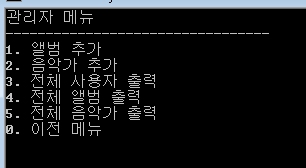 관리자 메뉴
---------------------------------
1. 앨범 추가
2. 음악가 추가
3. 전체 사용자 출력
4. 전체 앨범 출력
5. 전체 음악가 출력
0. 이전 메뉴